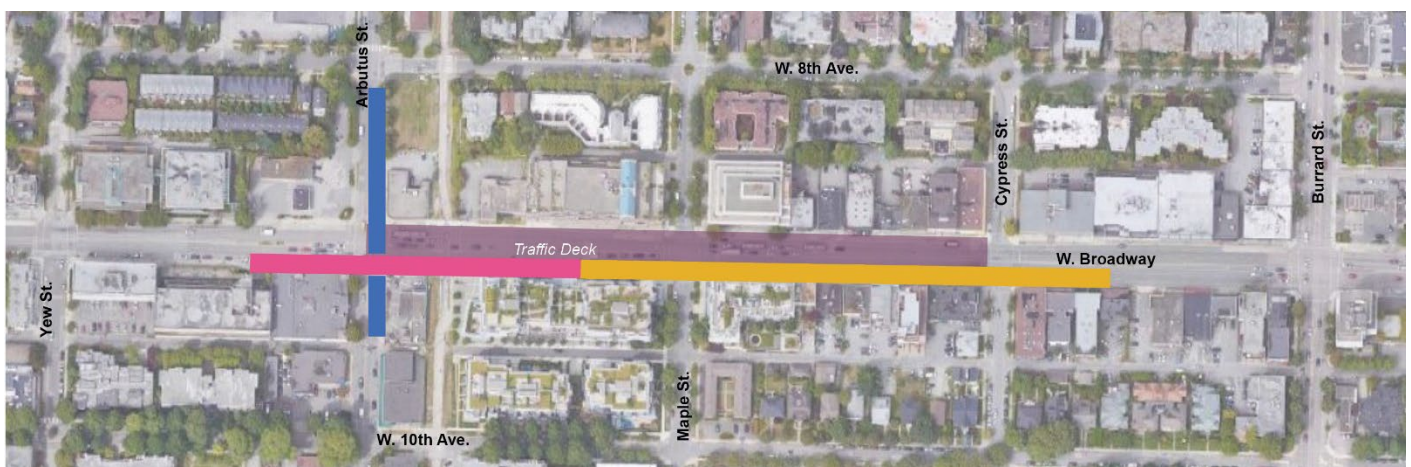 Arbutus St.
W. 8th Ave.
Cypress St.
Burrard St.
Traffic Deck
W. Broadway
Yew St.
Maple St.
W. 10th Ave.